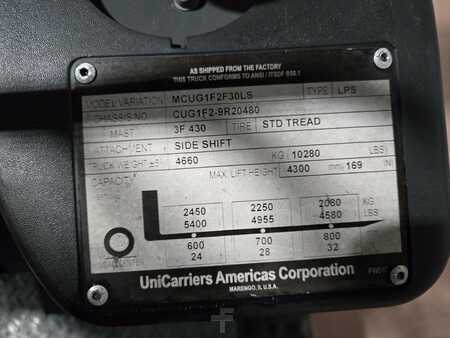 AS SHIPPED FROM THE FACTORY
THIS TRUCK CONFORMS TO ANSI / ITSDF B56.1
MODEL VARIATION MCUG1F2F30LS TYPE LPS
CHASSIS NO. CUG1F2-9R20480
MAST 3F 430 TIRE STD TREAD
ATTACHMENT SIDE SHIFT
TRUCK WEIGHT ±5% 4660 KG 10280 LBS
CAPACITY MAX. LIFT HEIGHT 4300 mm 169 (IN)
2450 2250 2080 KG
5400 4955 4580 LBS
600 700 800
24 28 32
UniCarriers Americas Corporation
MARENGO, IL U.S.A.